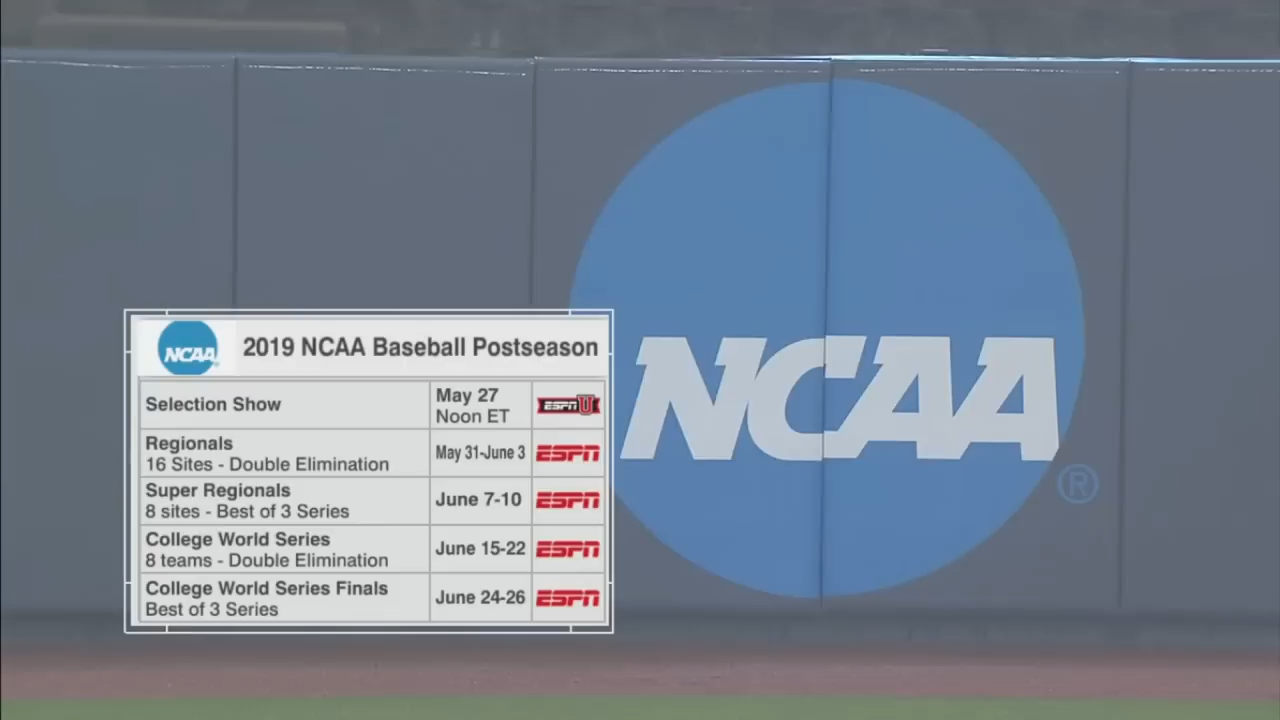 NCAA
2019 NCAA Baseball Postseason
Selection Show
May 27
Noon ET
ESPNU
Regionals
16 Sites - Double Elimination
May 31-June 3
ESPN
Super Regionals
8 sites - Best of 3 Series
June 7-10
ESPN
College World Series
8 teams - Double Elimination
June 15-22
ESPN
College World Series Finals
Best of 3 Series
June 24-26
ESPN
NCAA
®